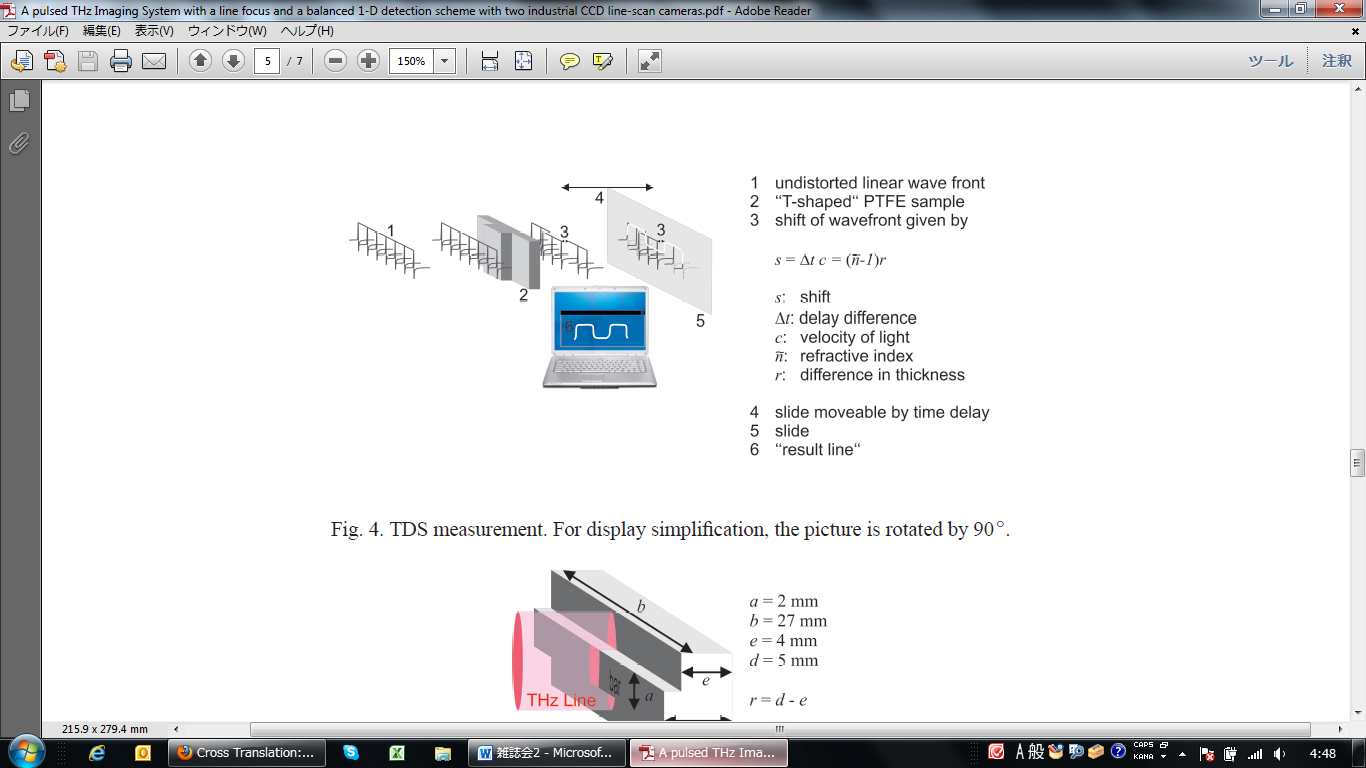 A pulsed THz Imaging System with a line focus and a balanced 1-D detection scheme with two industrial CCD line-scan cameras.pdf - Adobe Reader
ファイル(F) 編集(E) 表示(V) ウィンドウ(W) ヘルプ(H)
5 / 7 150% ツール 注釈
1 undistorted linear wave front
2 “T-shaped“ PTFE sample
3 shift of wavefront given by
s = Δt c = (ñ-1)r
s: shift
Δt: delay difference
c: velocity of light
ñ: refractive index
r: difference in thickness
4 slide moveable by time delay
5 slide
6 “result line“
4
1
3
3
2
5
6
Fig. 4. TDS measurement. For display simplification, the picture is rotated by 90°.
b
e
bar
a
THz Line
a = 2 mm
b = 27 mm
e = 4 mm
d = 5 mm
r = d - e
215.9 x 279.4 mm
Cross Translation:... 雑誌会2 - Microsof... A pulsed THz Ima... A 般 CAPS KANA 4:48